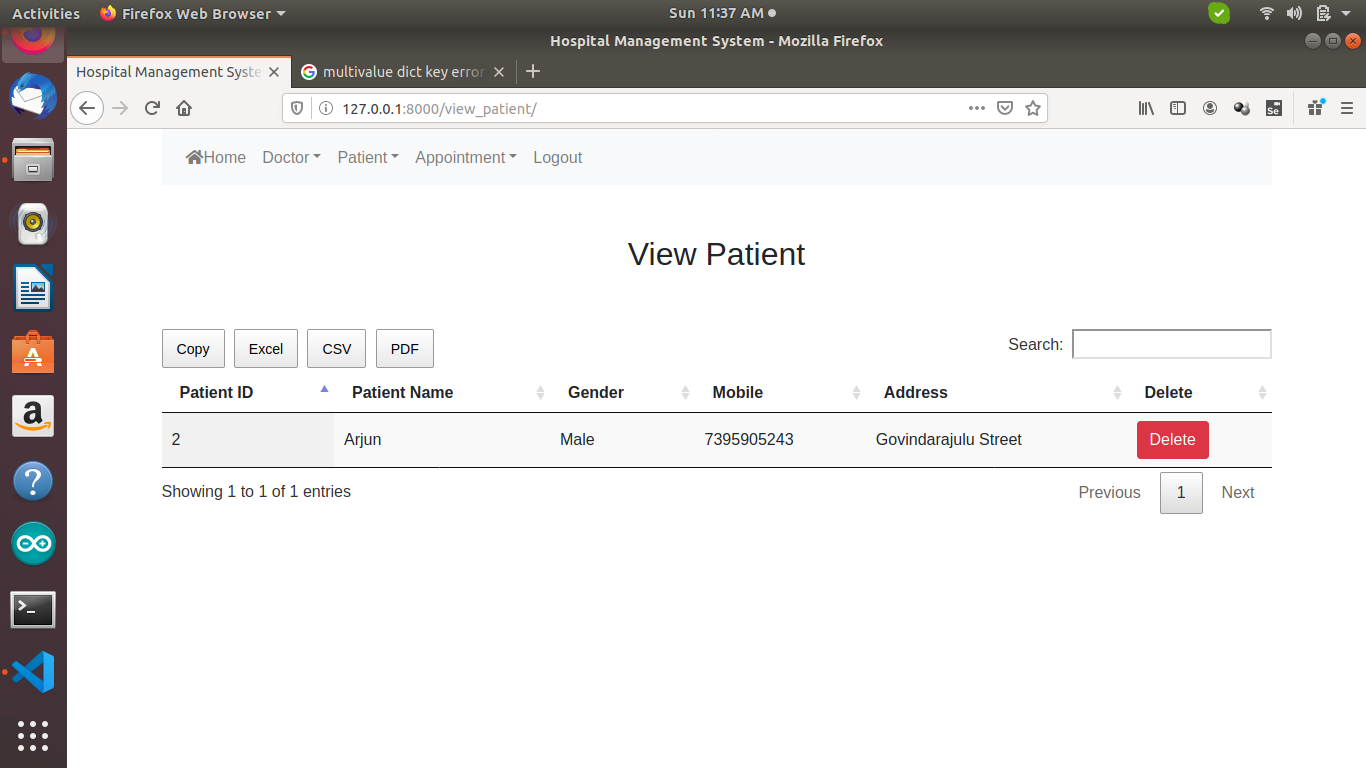 Activities Firefox Web Browser Sun 11:37 AM
Hospital Management System - Mozilla Firefox
Hospital Management Syste multivalue dict key error
127.0.0.1:8000/view_patient/ Se
Home Doctor Patient Appointment Logout
View Patient
Copy Excel CSV PDF Search:
Patient ID Patient Name Gender Mobile Address Delete
2 Arjun Male 7395905243 Govindarajulu Street Delete
Showing 1 to 1 of 1 entries Previous 1 Next